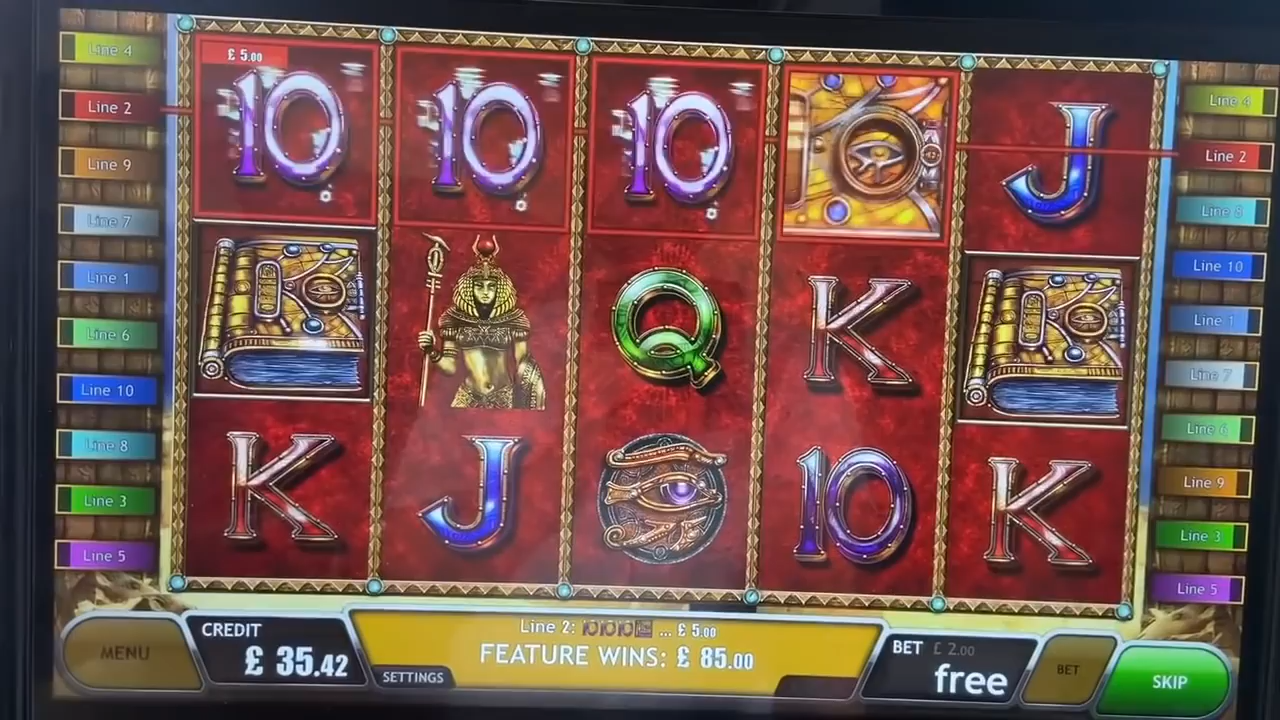 Line 4
Line 2
Line 9
Line 7
Line 1
Line 6
Line 10
Line 8
Line 3
Line 5
£ 5.00
10 10 10 J
Q K
K J 10 K
Line 4
Line 2
Line 8
Line 10
Line 1
Line 7
Line 6
Line 9
Line 3
Line 5
MENU
CREDIT
£ 35.42
Line 2: 101010 ... £ 5.00
FEATURE WINS: £ 85.00
SETTINGS
BET £ 2.00
free
BET
SKIP